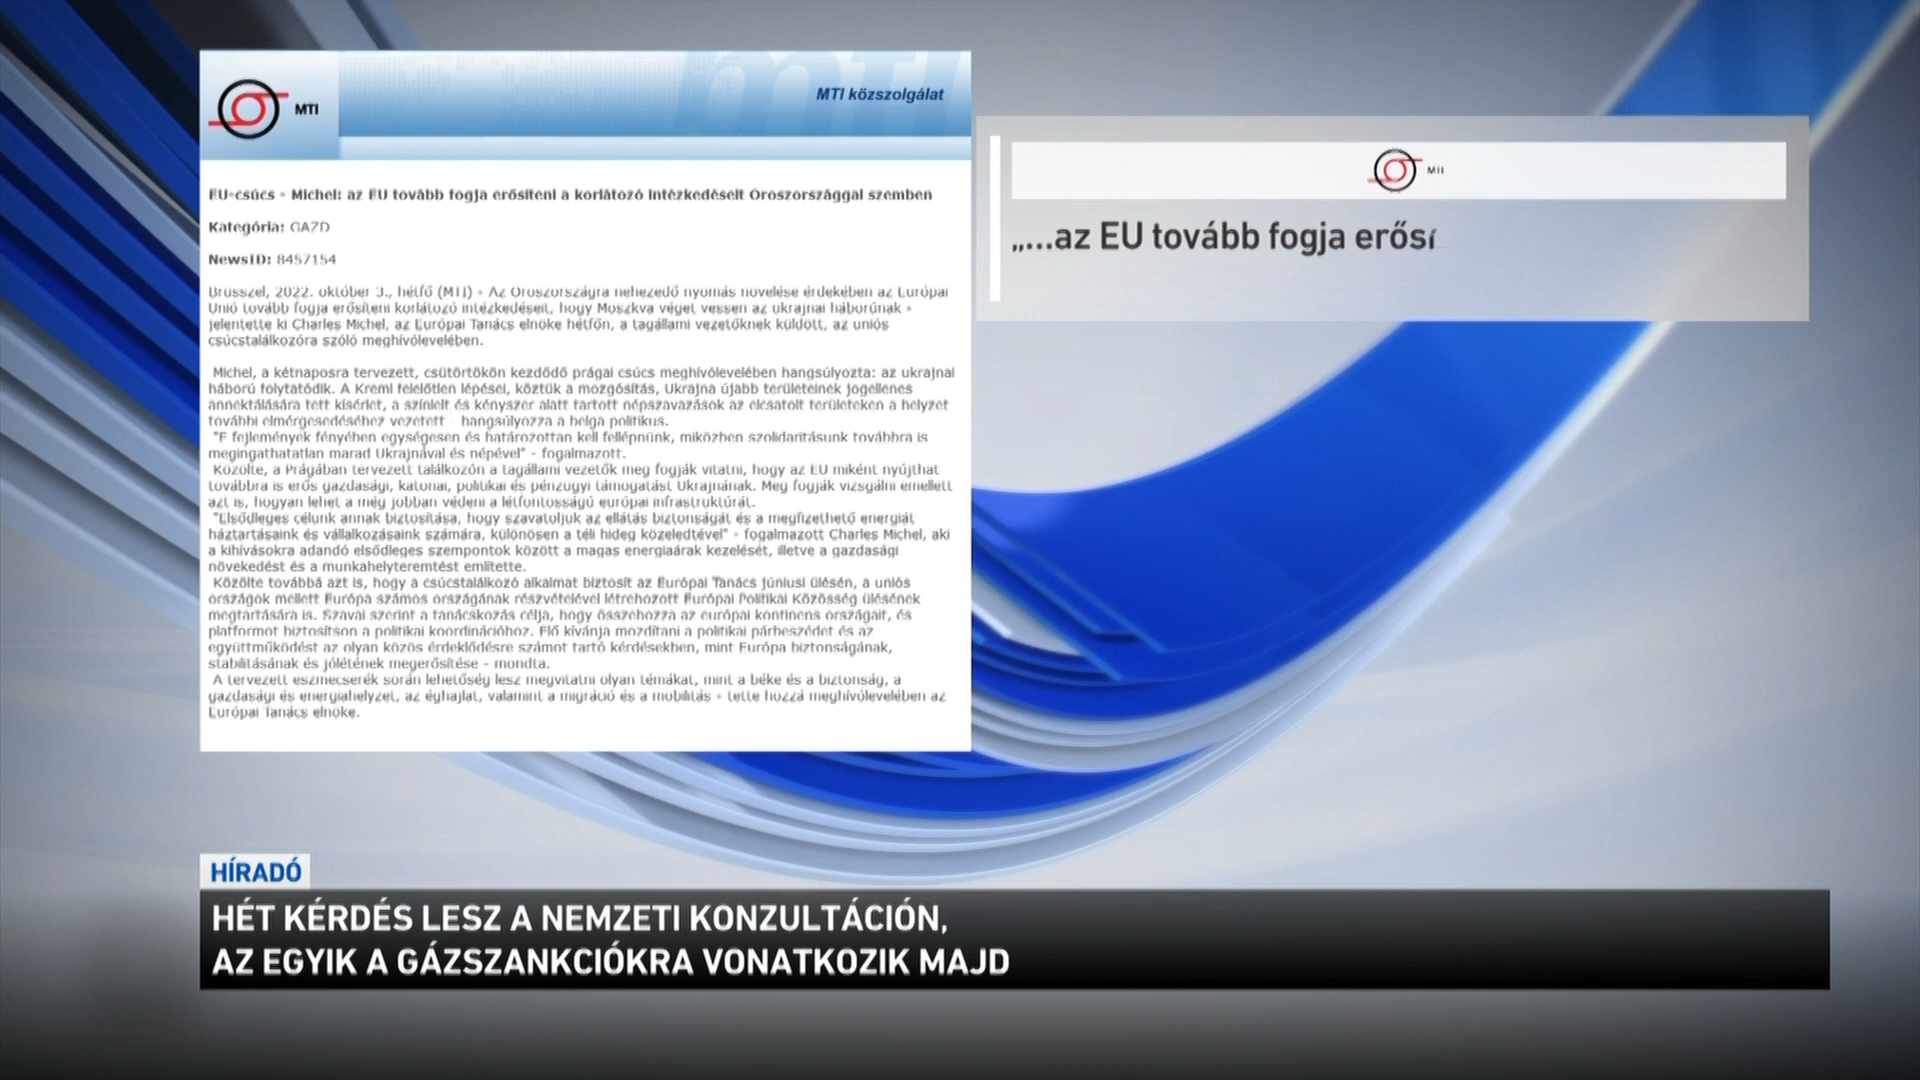 MTI
MTI közszolgálat
EU-csúcs - Michel: az EU tovább fogja erősíteni a korlátozó intézkedéseit Oroszországgal szemben
Kategória: GAZD
NewsID: 8457154
Brüsszel, 2022. október 3., hétfő (MTI) - Az Oroszországra nehezedő nyomás növelése érdekében az Európai
Unió tovább fogja erősíteni korlátozó intézkedéseit, hogy Moszkva véget vessen az ukrajnai háborúnak -
jelentette ki Charles Michel, az Európai Tanács elnöke hétfőn, a tagállami vezetőknek küldött, az uniós
csúcstalálkozóra szóló meghívólevelében.
Michel, a kétnaposra tervezett, csütörtökön kezdődő prágai csúcs meghívólevelében hangsúlyozta: az ukrajnai
háború folytatódik. A Kreml felelőtlen lépései, köztük a mozgósítás, Ukrajna újabb területeinek jogellenes
annektálására tett kísérlet, a színlelt és kényszer alatt tartott népszavazások az elcsatolt területeken a helyzet
további elmérgesedéséhez vezetett - hangsúlyozza a belga politikus.
"E fejlemények fényében egységesen és határozottan kell fellépnünk, miközben szolidaritásunk továbbra is
megingathatatlan marad Ukrajnával és népével" - fogalmazott.
Közölte, a Prágában tervezett találkozón a tagállami vezetők meg fogják vitatni, hogy az EU miként nyújthat
továbbra is erős gazdasági, katonai, politikai és pénzügyi támogatást Ukrajnának. Meg fogják vizsgálni emellett
azt is, hogyan lehet a még jobban védeni a létfontosságú európai infrastruktúrát.
"Elsődleges célunk annak biztosítása, hogy szavatoljuk az ellátás biztonságát és a megfizethető energiát
háztartásaink és vállalkozásaink számára, különösen a téli hideg közeledtével" - fogalmazott Charles Michel, aki
a kihívásokra adandó elsődleges szempontok között a magas energiaárak kezelését, illetve a gazdasági
növekedést és a munkahelyteremtést említette.
Közölte továbbá azt is, hogy a csúcstalálkozó alkalmat biztosít az Európai Tanács júniusi ülésén, a uniós
országok mellett Európa számos országának részvételével létrehozott Európai Politikai Közösség ülésének
megtartására is. Szavai szerint a tanácskozás célja, hogy összehozza az európai kontinens országait, és
platformot biztosítson a politikai koordinációhoz. Elő kívánja mozdítani a politikai párbeszédet és az
együttműködést az olyan közös érdeklődésre számot tartó kérdésekben, mint Európa biztonságának,
stabilitásának és jólétének megerősítése - mondta.
A tervezett eszmecserék során lehetőség lesz megvitatni olyan témákat, mint a béke és a biztonság, a
gazdasági és energiahelyzet, az éghajlat, valamint a migráció és a mobilitás - tette hozzá meghívólevelében az
Európai Tanács elnöke.
MTI
„...az EU tovább fogja erősí
HÍRADÓ
HÉT KÉRDÉS LESZ A NEMZETI KONZULTÁCIÓN,
AZ EGYIK A GÁZSZANKCIÓKRA VONATKOZIK MAJD